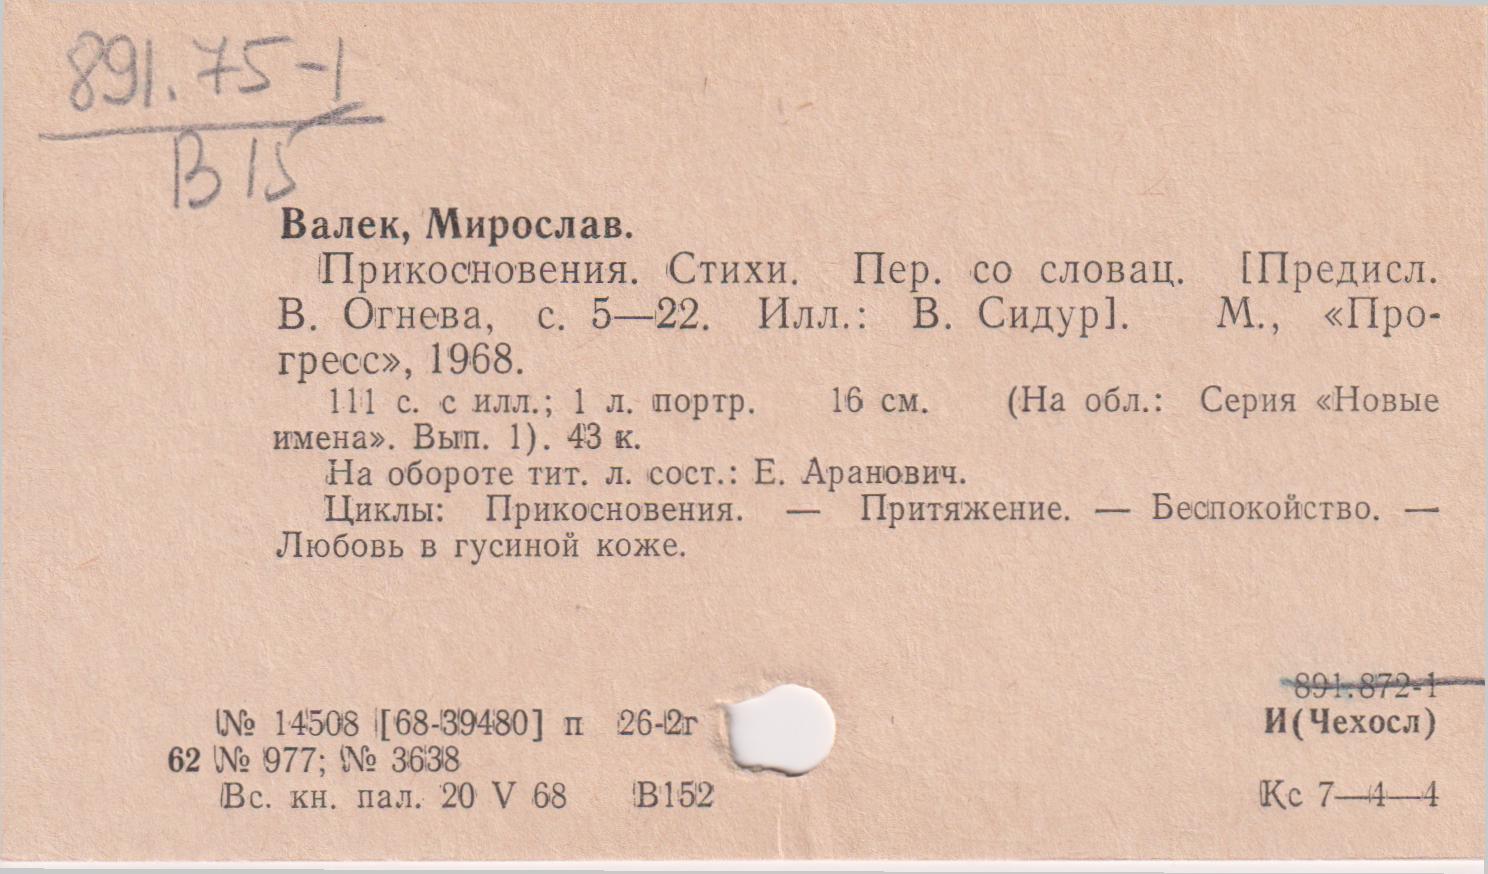 891.75-1
В 15
Валек, Мирослав.
Прикосновения. Стихи. Пер. со словац. [Предисл.
В. Огнева, с. 5—22. Илл.: В. Сидур]. М., «Про-
гресс», 1968.
111 с. с илл.; 1 л. портр. 16 см. (На обл.: Серия «Новые
имена». Вып. 1). 43 к.
На обороте тит. л. сост.: Е. Аранович.
Циклы: Прикосновения. — Притяжение. — Беспокойство. —
Любовь в гусиной коже.
891.872-1
№ 14508 [68-39480] п 26-2г И(Чехосл)
62 № 977; № 3638
Вс. кн. пал. 20 V 68 В152 Кс 7—4—4